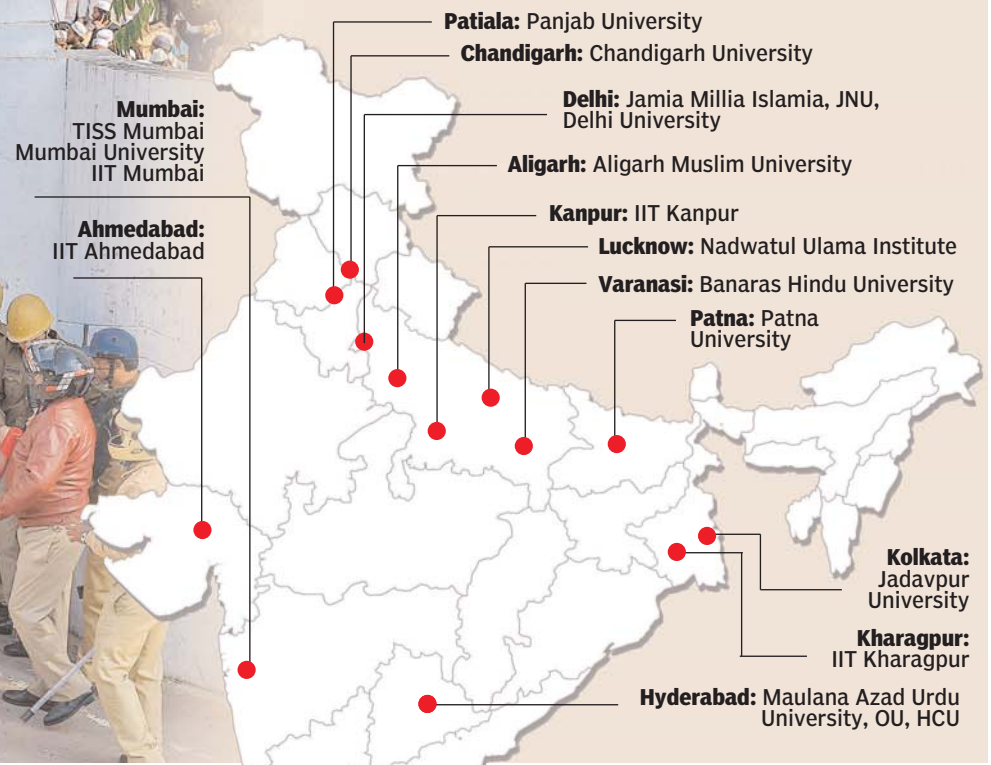 Patiala: Panjab University
Chandigarh: Chandigarh University
Delhi: Jamia Millia Islamia, JNU,
Delhi University
Aligarh: Aligarh Muslim University
Kanpur: IIT Kanpur
Lucknow: Nadwatul Ulama Institute
Varanasi: Banaras Hindu University
Patna: Patna
University
Mumbai:
TISS Mumbai
Mumbai University
IIT Mumbai
Ahmedabad:
IIT Ahmedabad
Kolkata:
Jadavpur
University
Kharagpur:
IIT Kharagpur
Hyderabad: Maulana Azad Urdu
University, OU, HCU